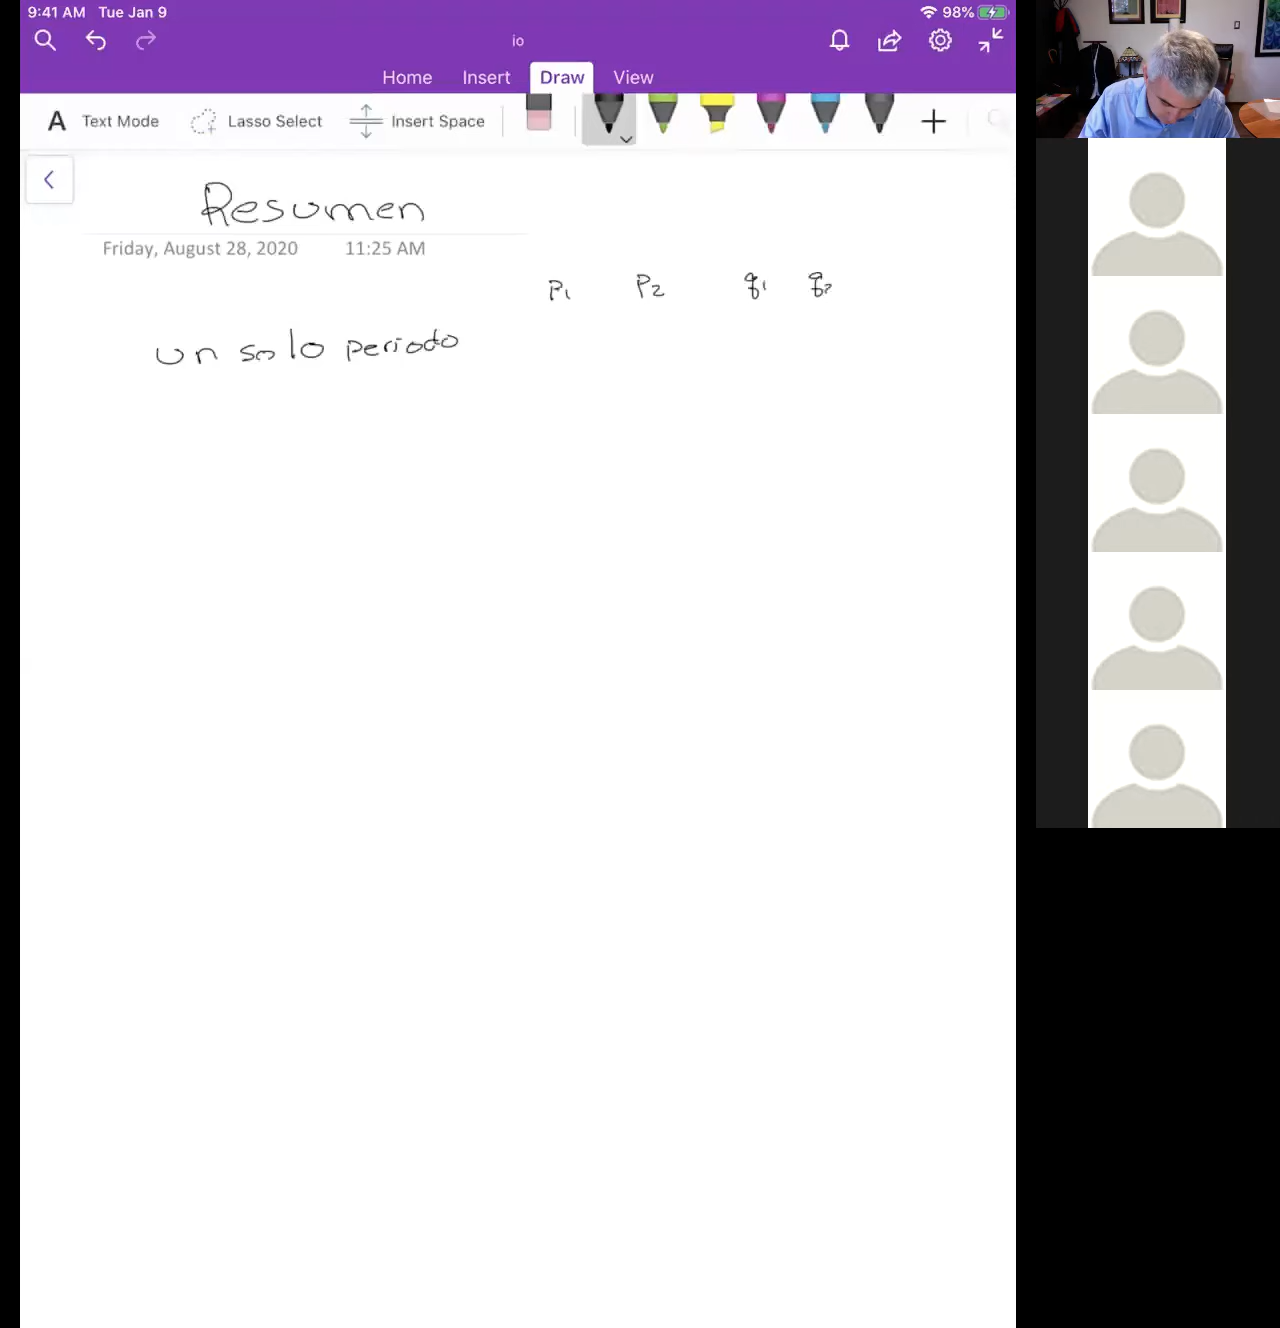 9:41 AM Tue Jan 9 98%
io
Home Insert Draw View
A Text Mode Lasso Select Insert Space
Resumen
Friday, August 28, 2020 11:25 AM
P1 P2 q1 q2
un solo periodo